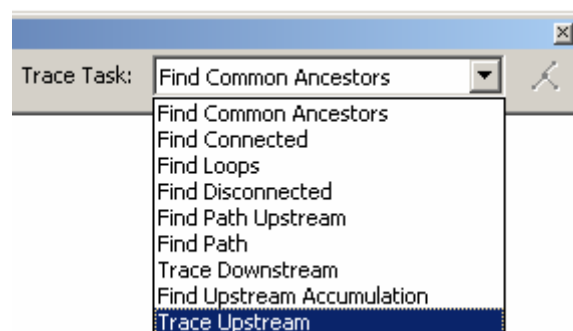 Trace Task: Find Common Ancestors
Find Common Ancestors
Find Connected
Find Loops
Find Disconnected
Find Path Upstream
Find Path
Trace Downstream
Find Upstream Accumulation
Trace Upstream